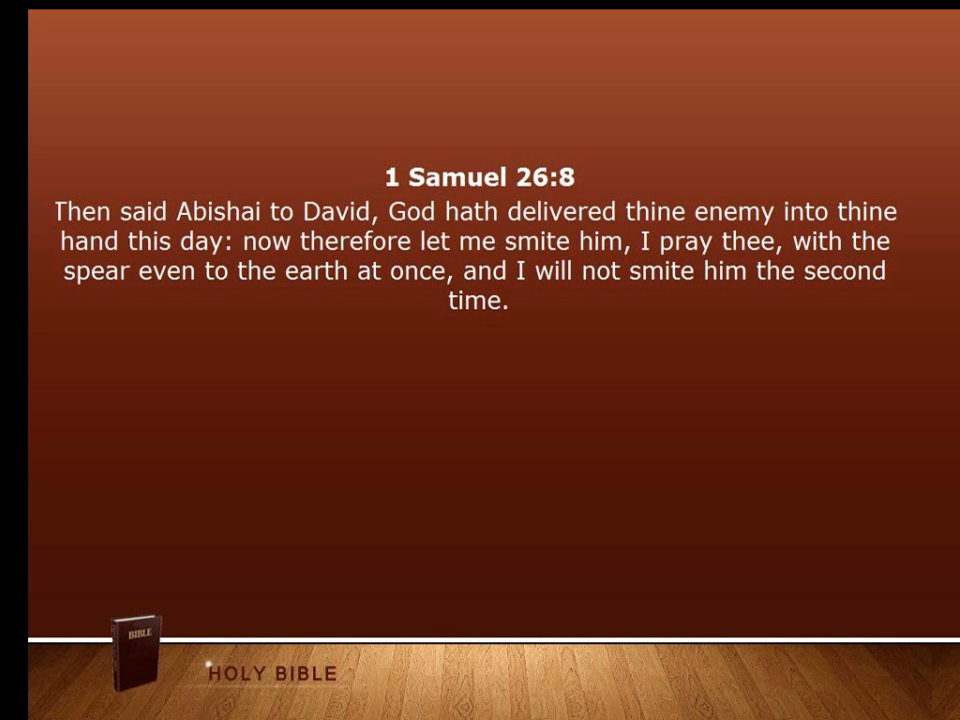 1 Samuel 26:8
Then said Abishai to David, God hath delivered thine enemy into thine
hand this day: now therefore let me smite him, I pray thee, with the
spear even to the earth at once, and I will not smite him the second
time.
BIBLE
HOLY BIBLE